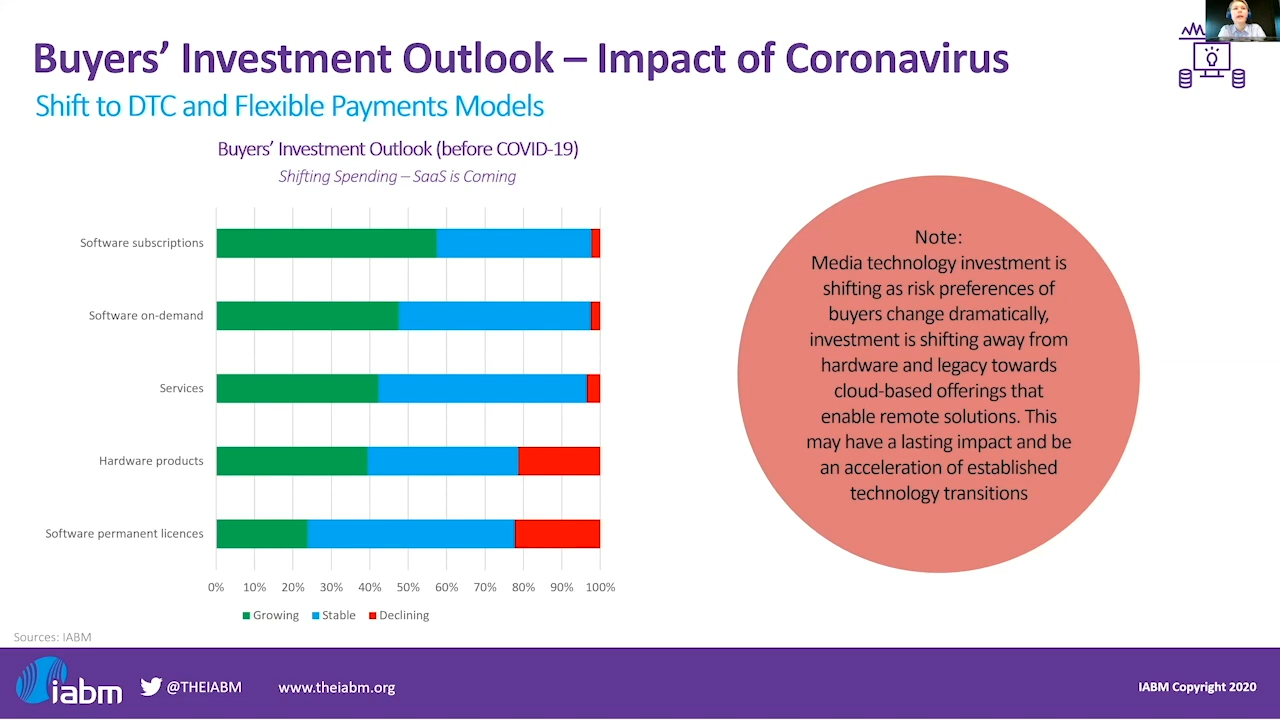 Buyers’ Investment Outlook – Impact of Coronavirus
Shift to DTC and Flexible Payments Models
Buyers’ Investment Outlook (before COVID-19)
Shifting Spending – SaaS is Coming
Software subscriptions
Software on-demand
Services
Hardware products
Software permanent licences
0% 10% 20% 30% 40% 50% 60% 70% 80% 90% 100%
Growing Stable Declining
Note:
Media technology investment is
shifting as risk preferences of
buyers change dramatically,
investment is shifting away from
hardware and legacy towards
cloud-based offerings that
enable remote solutions. This
may have a lasting impact and be
an acceleration of established
technology transitions
Sources: IABM
iabm @THEIABM www.theiabm.org IABM Copyright 2020